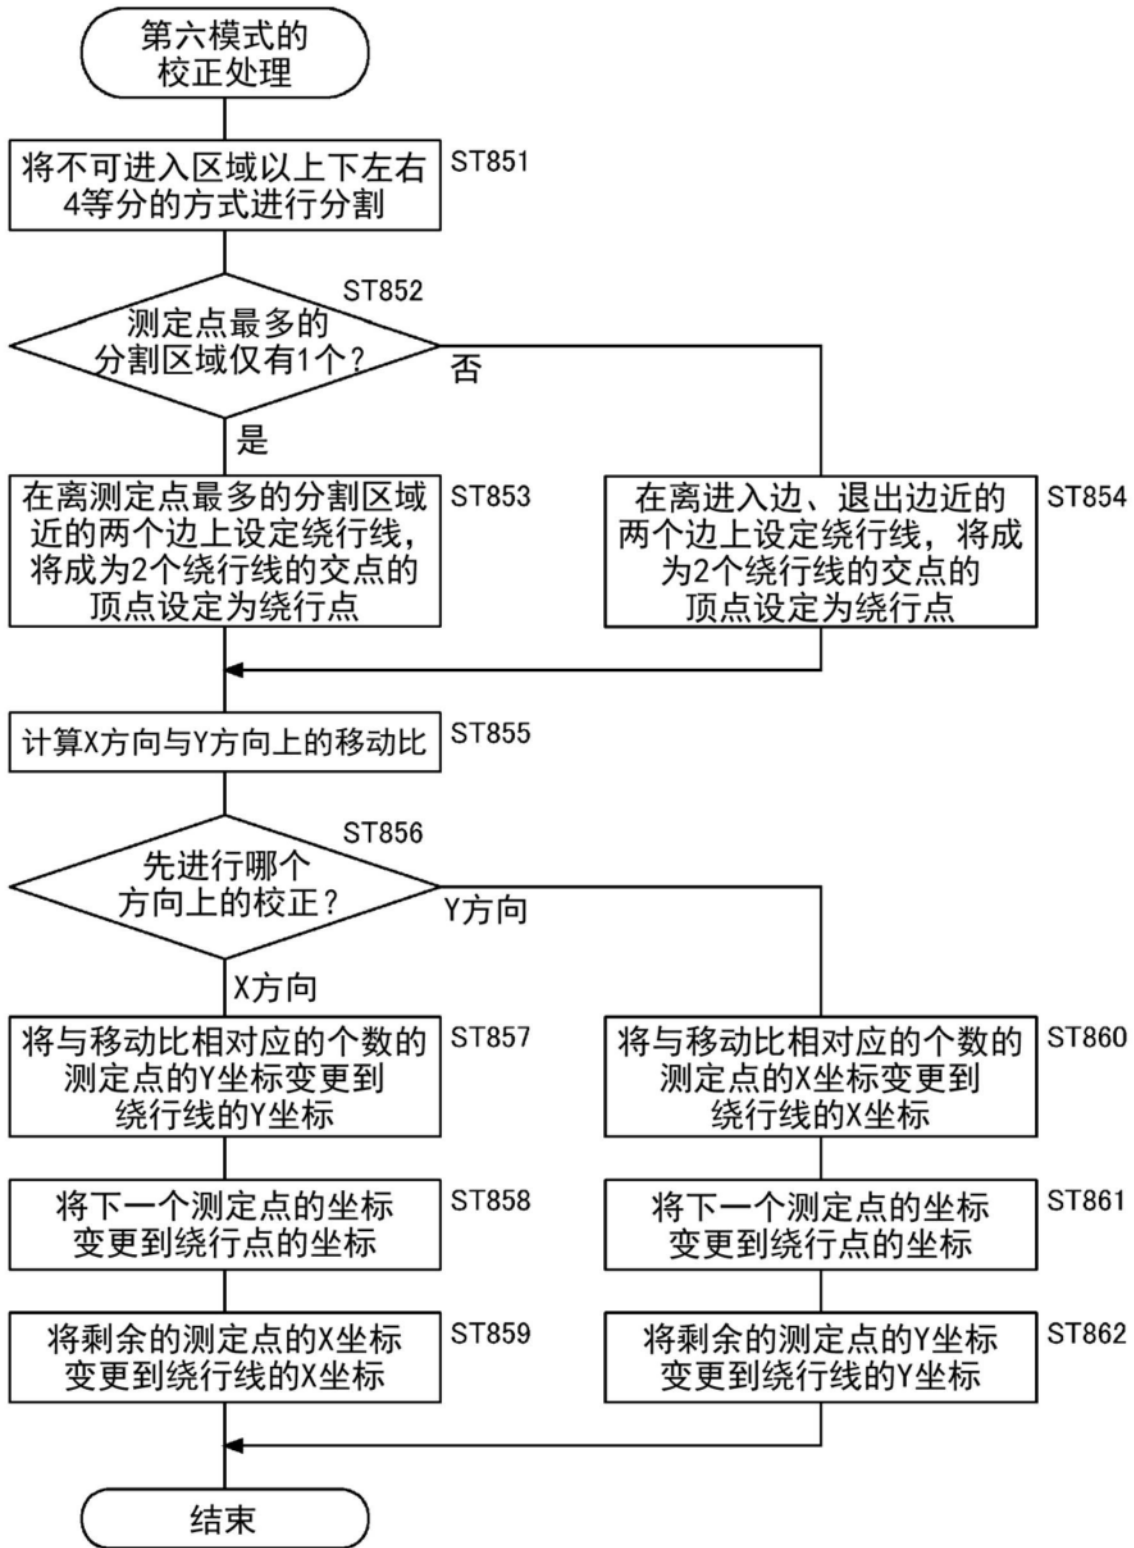 第六模式的
校正处理
将不可进入区域以上下左右
4等分的方式进行分割
ST851
ST852
测定点最多的
分割区域仅有1个?
否
是
在离测定点最多的分割区域
近的两个边上设定绕行线,
将成为2个绕行线的交点的
顶点设定为绕行点
ST853
在离进入边、退出边近的
两个边上设定绕行线,将成
为2个绕行线的交点的
顶点设定为绕行点
ST854
计算X方向与Y方向上的移动比
ST855
ST856
先进行哪个
方向上的校正?
Y方向
X方向
将与移动比相对应的个数的
测定点的Y坐标变更到
绕行线的Y坐标
ST857
将与移动比相对应的个数的
测定点的X坐标变更到
绕行线的X坐标
ST860
将下一个测定点的坐标
变更到绕行点的坐标
ST858
将下一个测定点的坐标
变更到绕行点的坐标
ST861
将剩余的测定点的X坐标
变更到绕行线的X坐标
ST859
将剩余的测定点的Y坐标
变更到绕行线的Y坐标
ST862
结束